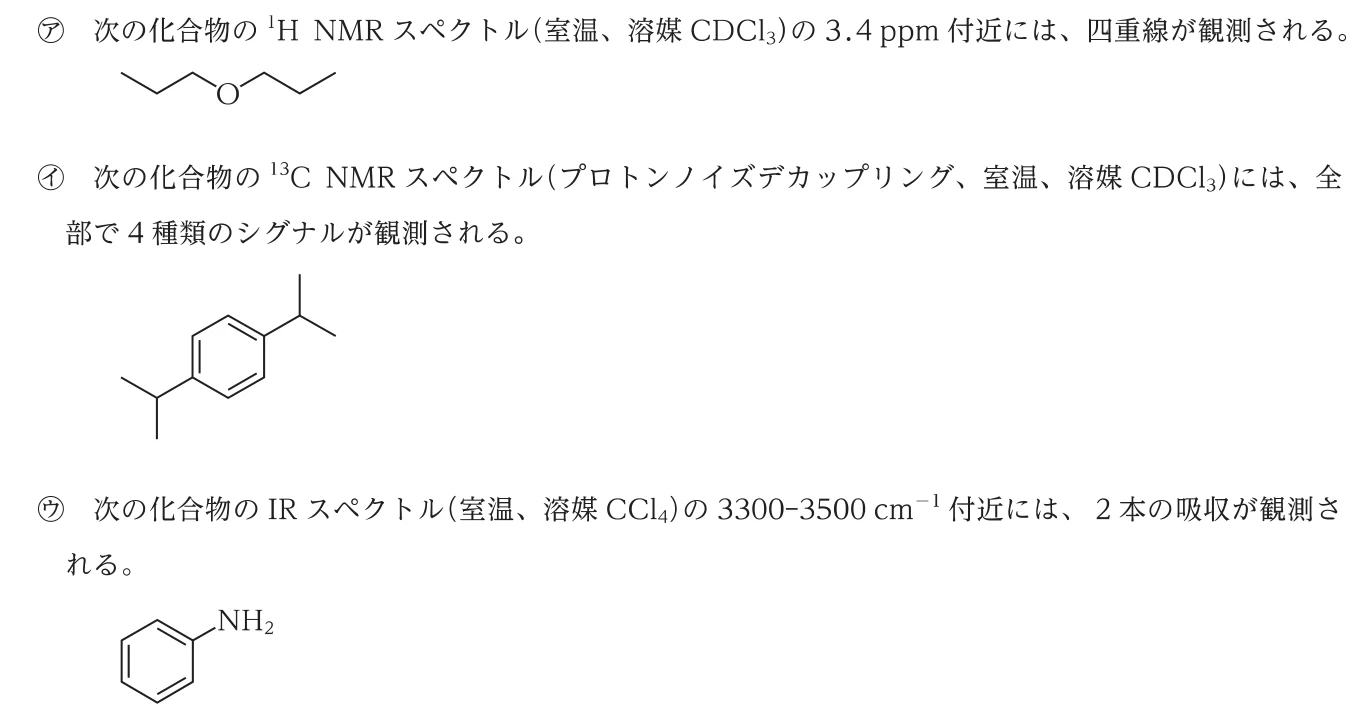 ㋐ 次の化合物の ¹H NMR スペクトル(室温、溶媒 CDCl₃)の 3.4 ppm 付近には、四重線が観測される。
O
㋑ 次の化合物の ¹³C NMR スペクトル(プロトンノイズデカップリング、室温、溶媒 CDCl₃)には、全
部で 4 種類のシグナルが観測される。
㋒ 次の化合物の IR スペクトル(室温、溶媒 CCl₄)の 3300–3500 cm⁻¹ 付近には、2 本の吸収が観測さ
れる。
NH₂